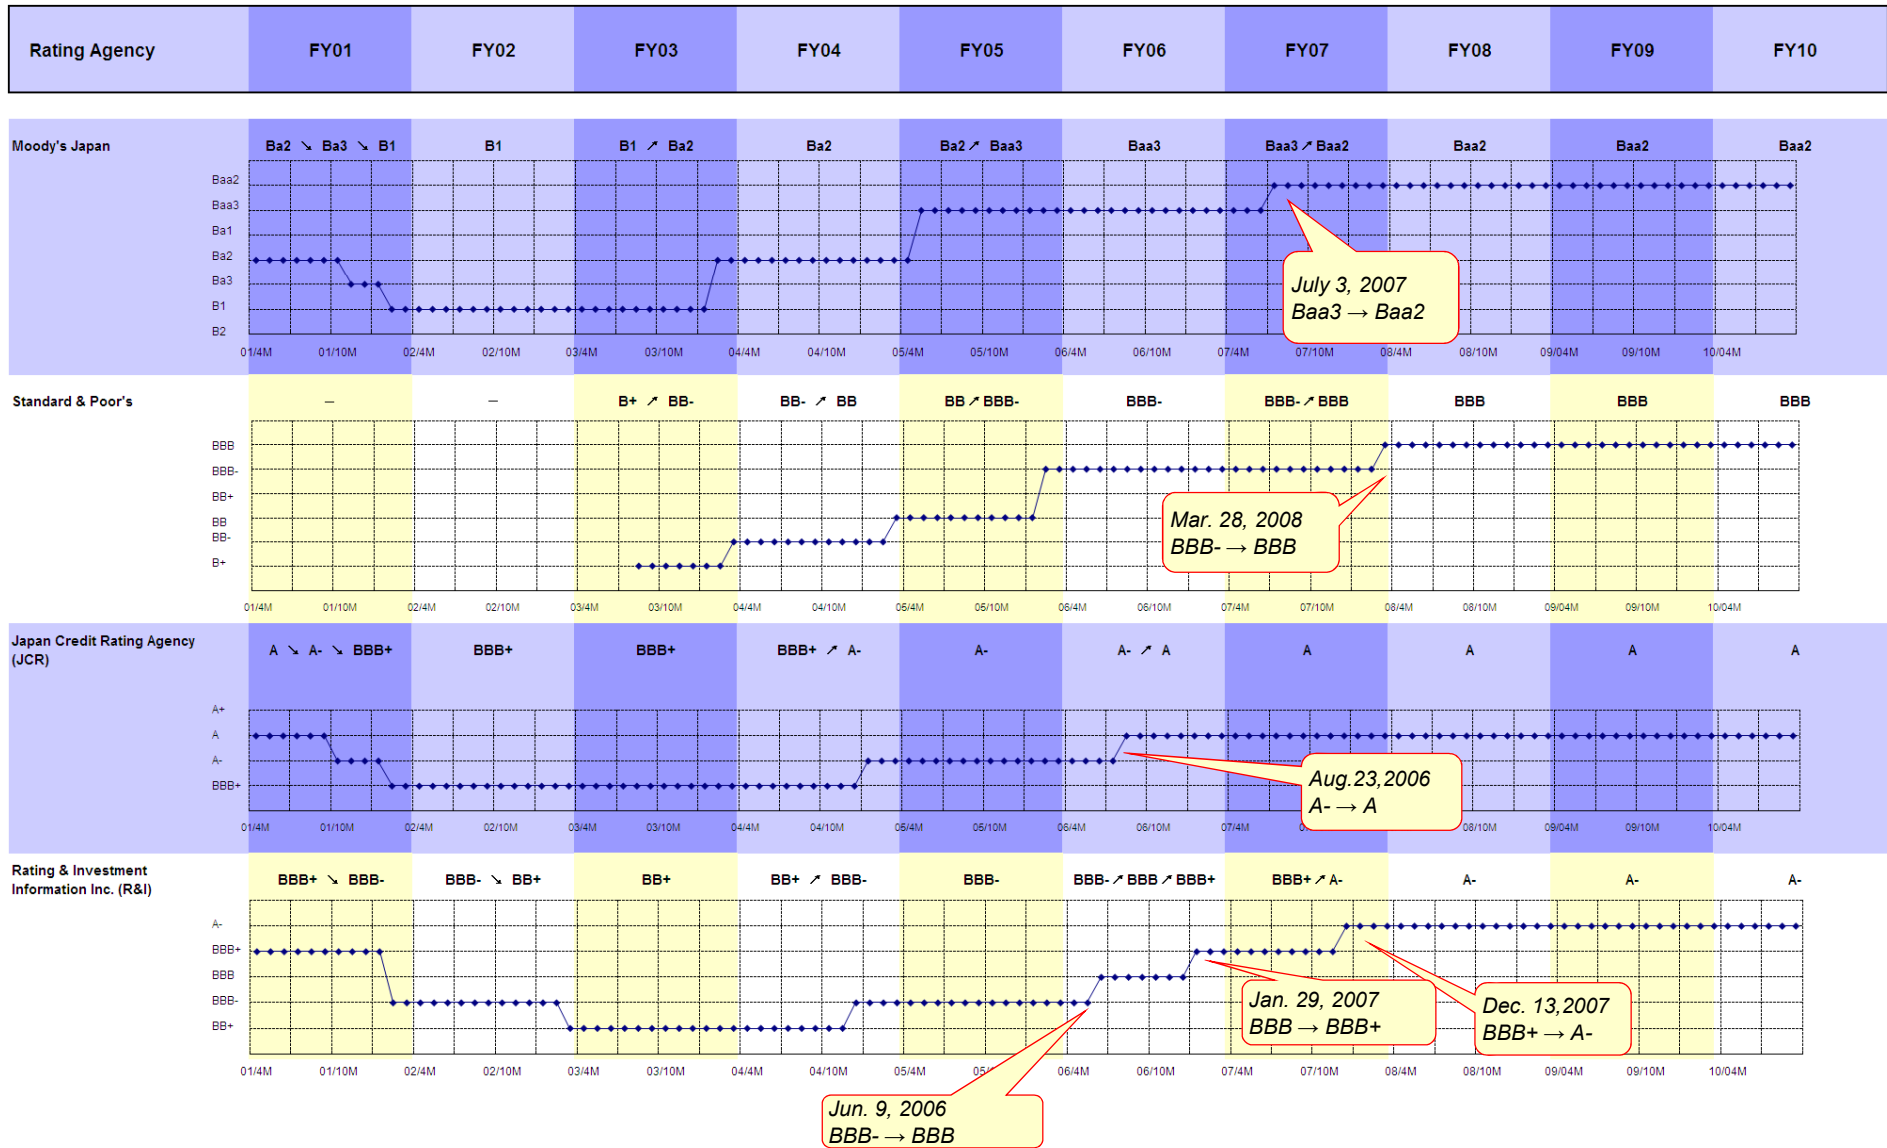 Rating Agency FY01 FY02 FY03 FY04 FY05 FY06 FY07 FY08 FY09 FY10
Moody's Japan Ba2 ↘ Ba3 ↘ B1 B1 B1 ↗ Ba2 Ba2 Ba2 ↗ Baa3 Baa3 Baa3 ↗ Baa2 Baa2 Baa2 Baa2
Baa2
Baa3
Ba1
Ba2
Ba3
B1
B2
July 3, 2007
Baa3 → Baa2
01/4M 01/10M 02/4M 02/10M 03/4M 03/10M 04/4M 04/10M 05/4M 05/10M 06/4M 06/10M 07/4M 07/10M 08/4M 08/10M 09/04M 09/10M 10/04M
Standard & Poor's — — B+ ↗ BB- BB- ↗ BB BB ↗ BBB- BBB- BBB- ↗ BBB BBB BBB BBB
BBB
BBB-
BB+
BB
BB-
B+
Mar. 28, 2008
BBB- → BBB
01/4M 01/10M 02/4M 02/10M 03/4M 03/10M 04/4M 04/10M 05/4M 05/10M 06/4M 06/10M 07/4M 07/10M 08/4M 08/10M 09/04M 09/10M 10/04M
Japan Credit Rating Agency
(JCR)
A ↘ A- ↘ BBB+ BBB+ BBB+ BBB+ ↗ A- A- A- ↗ A A A A A
A+
A
A-
BBB+
Aug.23,2006
A- → A
01/4M 01/10M 02/4M 02/10M 03/4M 03/10M 04/4M 04/10M 05/4M 05/10M 06/4M 06/10M 07/4M 08/10M 09/04M 09/10M 10/04M
Rating & Investment
Information Inc. (R&I)
BBB+ ↘ BBB- BBB- ↘ BB+ BB+ BB+ ↗ BBB- BBB- BBB- ↗ BBB ↗ BBB+ BBB+ ↗ A- A- A- A-
A-
BBB+
BBB
BBB-
BB+
Jan. 29, 2007
BBB → BBB+
Dec. 13,2007
BBB+ → A-
01/4M 01/10M 02/4M 02/10M 03/4M 03/10M 04/4M 04/10M 05/4M 05/10M 06/4M 06/10M 07/4M 07/10M 08/4M 08/10M 09/04M 09/10M 10/04M
Jun. 9, 2006
BBB- → BBB